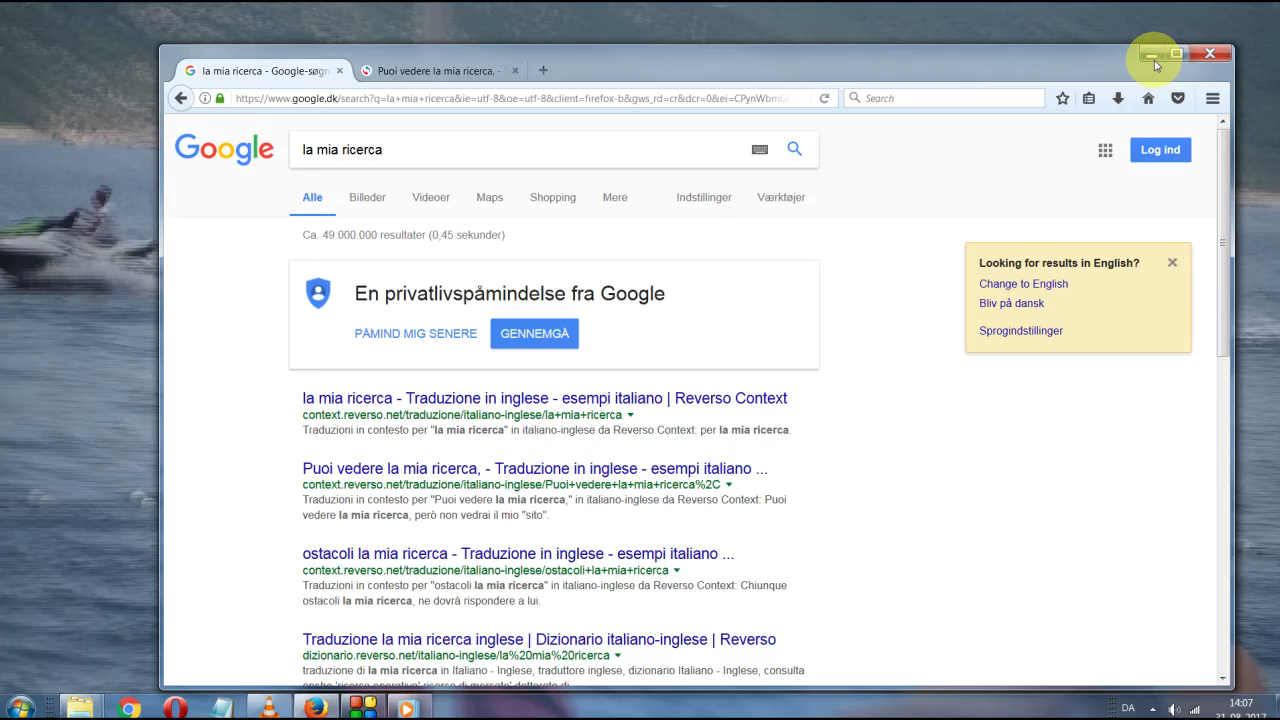 la mia ricerca - Google-søgn
Puoi vedere la mia ricerca, -
https://www.google.dk/search?q=la+mia+ricerca&ie=utf-8&oe=utf-8&client=firefox-b&gws_rd=cr&dcr=0&ei=CPynWbmG
Search
Google
la mia ricerca
Log ind
Alle
Billeder
Videoer
Maps
Shopping
Mere
Indstillinger
Værktøjer
Ca. 49.000.000 resultater (0,45 sekunder)
Looking for results in English?
Change to English
Bliv på dansk
Sprogindstillinger
En privatlivspåmindelse fra Google
PÅMIND MIG SENERE
GENNEMGÅ
la mia ricerca - Traduzione in inglese - esempi italiano | Reverso Context
context.reverso.net/traduzione/italiano-inglese/la+mia+ricerca
Traduzioni in contesto per "la mia ricerca" in italiano-inglese da Reverso Context: per la mia ricerca.
Puoi vedere la mia ricerca, - Traduzione in inglese - esempi italiano ...
context.reverso.net/traduzione/italiano-inglese/Puoi+vedere+la+mia+ricerca%2C
Traduzioni in contesto per "Puoi vedere la mia ricerca," in italiano-inglese da Reverso Context: Puoi
vedere la mia ricerca, però non vedrai il mio "sito".
ostacoli la mia ricerca - Traduzione in inglese - esempi italiano ...
context.reverso.net/traduzione/italiano-inglese/ostacoli+la+mia+ricerca
Traduzioni in contesto per "ostacoli la mia ricerca" in italiano-inglese da Reverso Context: Chiunque
ostacoli la mia ricerca, ne dovrà rispondere a lui.
Traduzione la mia ricerca inglese | Dizionario italiano-inglese | Reverso
dizionario.reverso.net/italiano-inglese/la%20mia%20ricerca
traduzione di la mia ricerca in Italiano - Inglese, traduttore inglese, dizionario Italiano - Inglese, consulta
anche 'ricerca operativa', ricerca di mercato', dottorato di
DA
14:07
31-08-2017